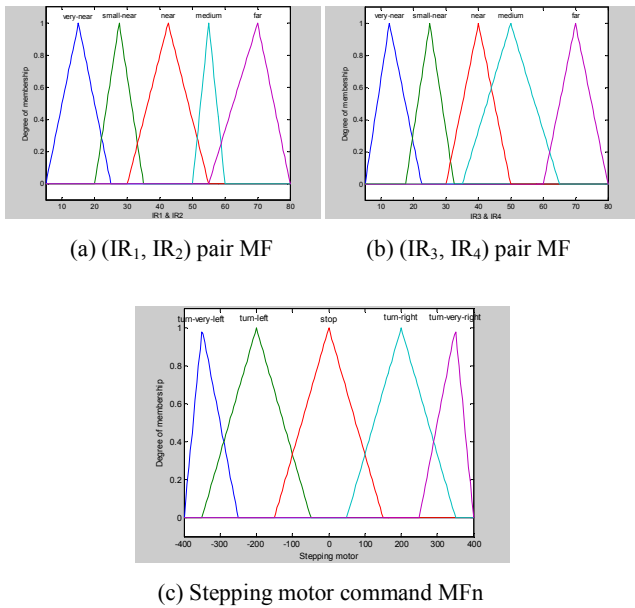 very-near small-near near medium far
1
0.8
0.6
0.4
0.2
0
Degree of membership
10 20 30 40 50 60 70 80
IR1 & IR2
(a) (IR1, IR2) pair MF
very-near small-near near medium far
1
0.8
0.6
0.4
0.2
0
Degree of membership
10 20 30 40 50 60 70 80
IR3 & IR4
(b) (IR3, IR4) pair MF
turn-very-left turn-left stop turn-right turn-very-right
1
0.8
0.6
0.4
0.2
0
Degree of membership
-400 -300 -200 -100 0 100 200 300 400
Stepping motor
(c) Stepping motor command MFn